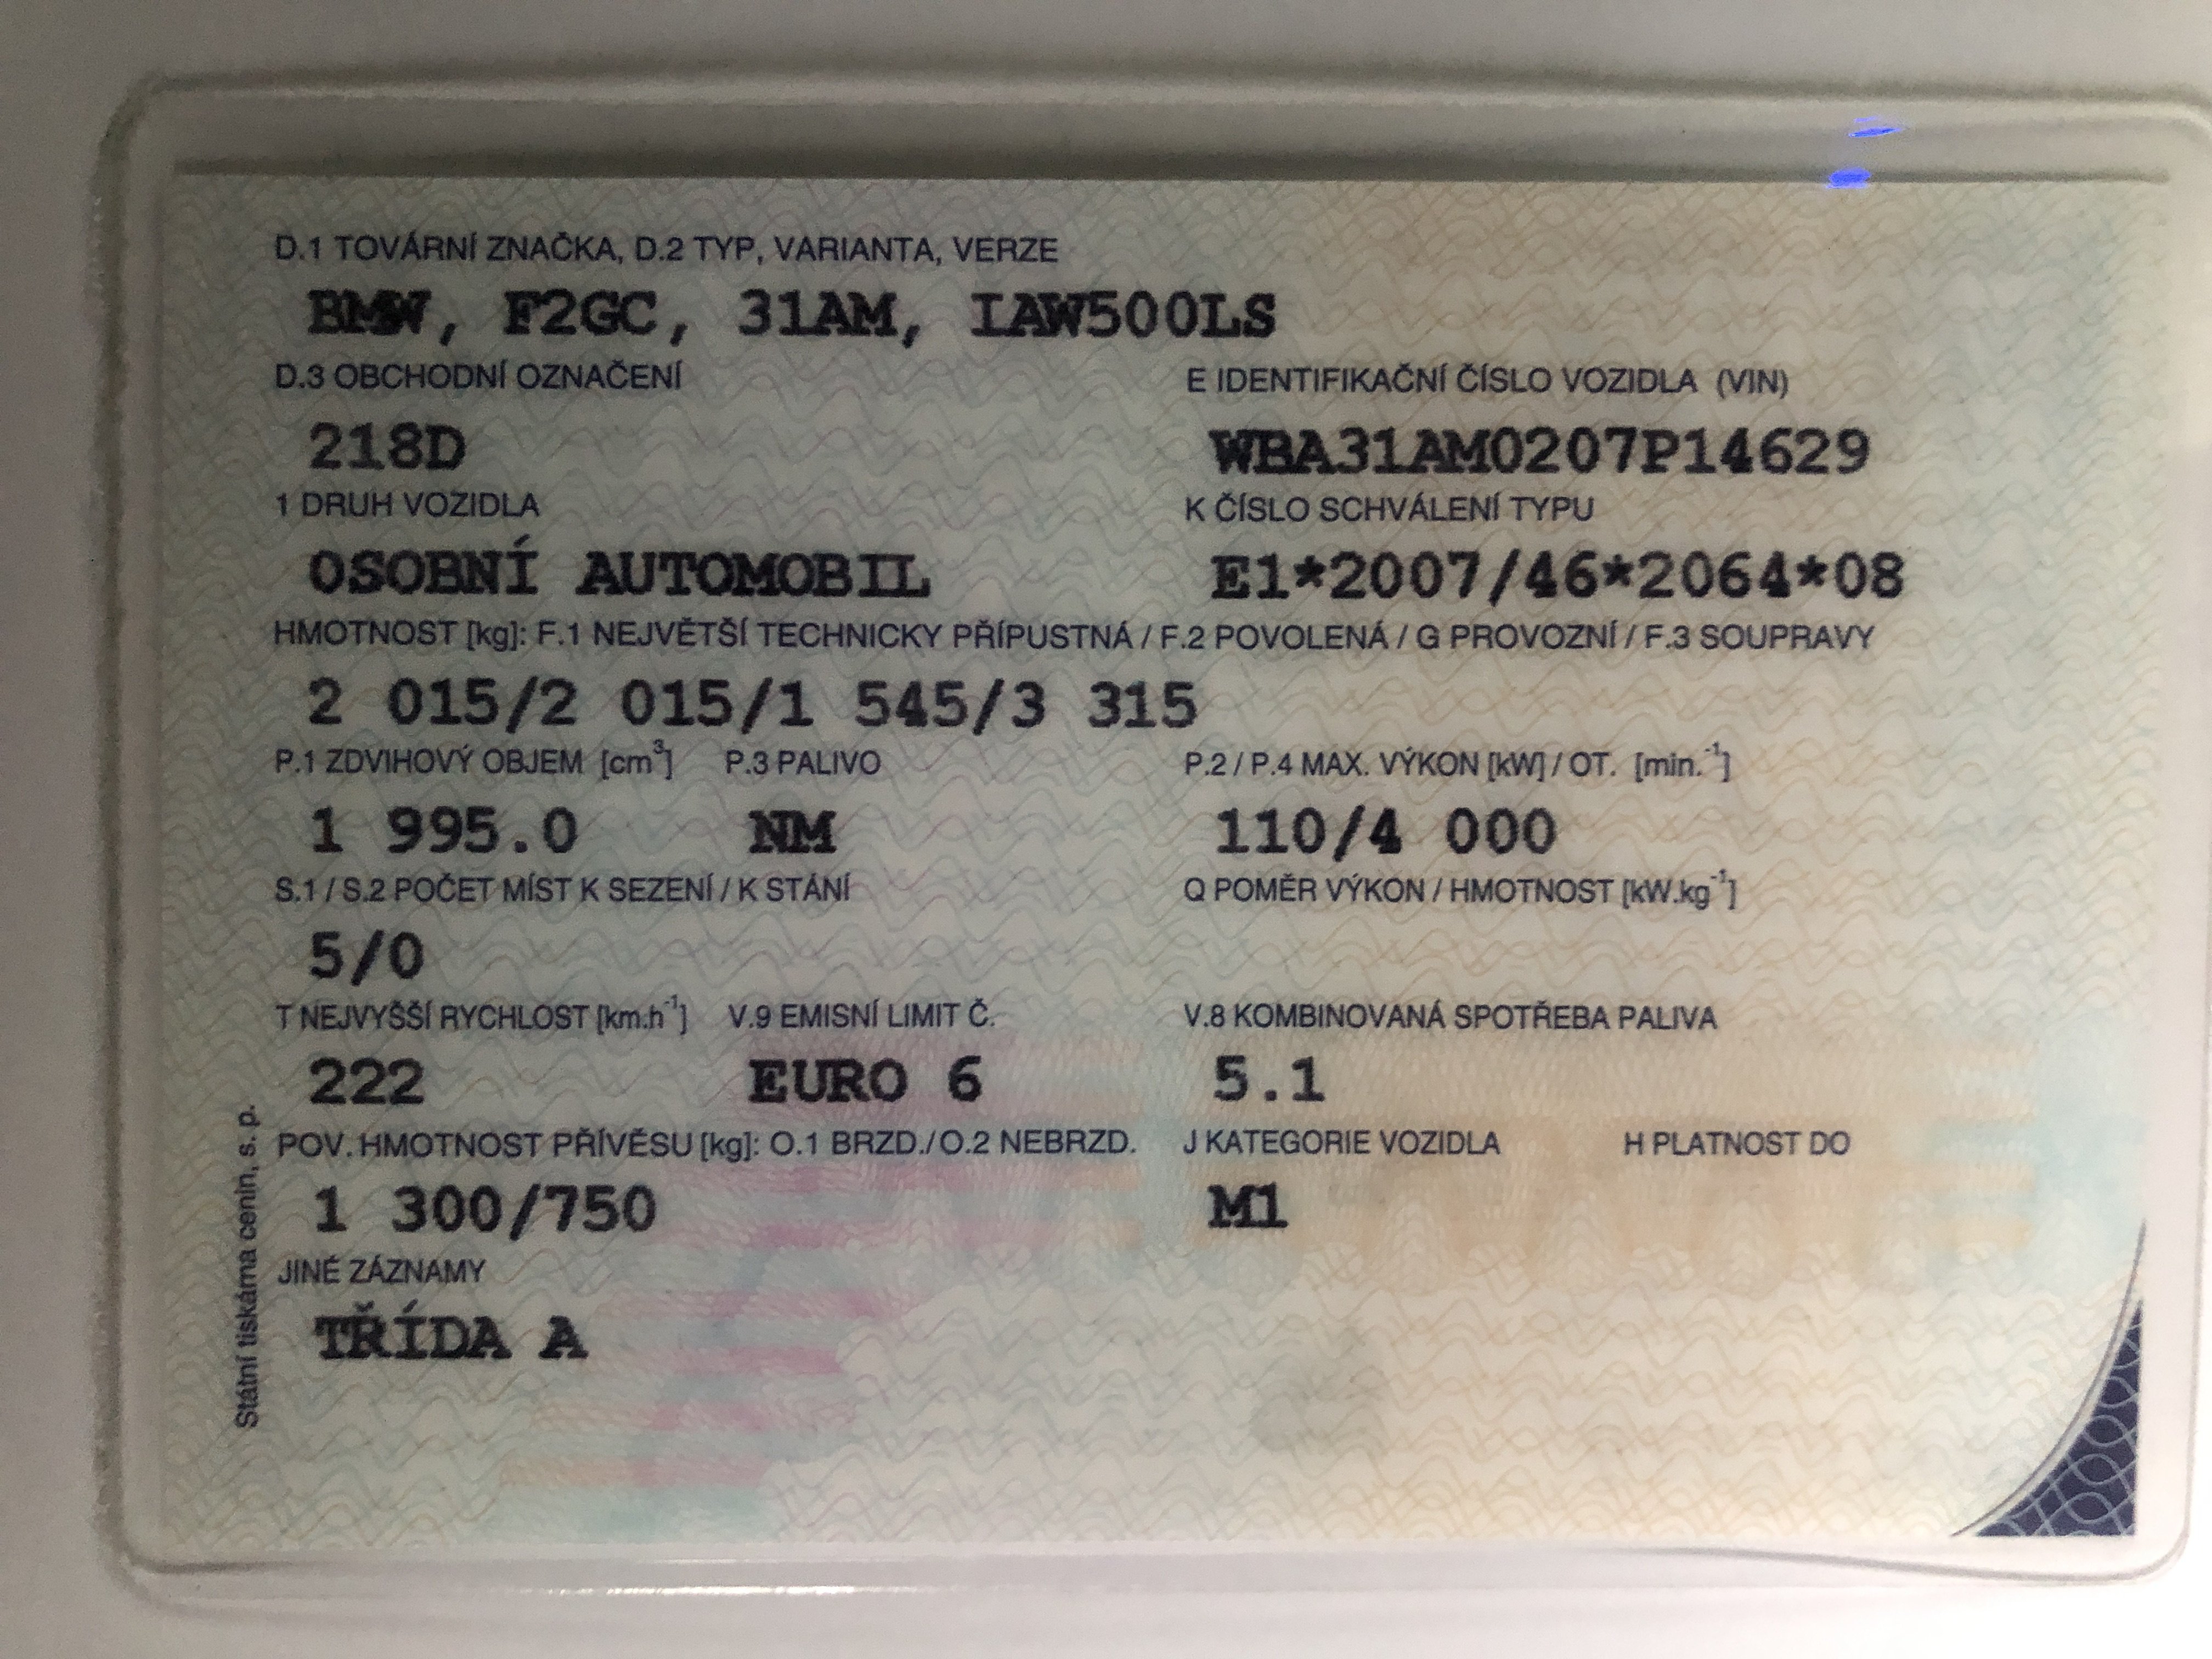 D.1 TOVÁRNÍ ZNAČKA, D.2 TYP, VARIANTA, VERZE
BMW, F2GC, 31AM, IAW500LS
D.3 OBCHODNÍ OZNAČENÍ E IDENTIFIKAČNÍ ČÍSLO VOZIDLA (VIN)
218D WBA31AM0207P14629
1 DRUH VOZIDLA K ČÍSLO SCHVÁLENÍ TYPU
OSOBNÍ AUTOMOBIL E1*2007/46*2064*08
HMOTNOST [kg]: F.1 NEJVĚTŠÍ TECHNICKY PŘÍPUSTNÁ / F.2 POVOLENÁ / G PROVOZNÍ / F.3 SOUPRAVY
2 015/2 015/1 545/3 315
P.1 ZDVIHOVÝ OBJEM [cm³] P.3 PALIVO P.2 / P.4 MAX. VÝKON [kW] / OT. [min.⁻¹]
1 995.0 NM 110/4 000
S.1 / S.2 POČET MÍST K SEZENÍ / K STÁNÍ Q POMĚR VÝKON / HMOTNOST [kW.kg⁻¹]
5/0
T NEJVYŠŠÍ RYCHLOST [km.h⁻¹] V.9 EMISNÍ LIMIT Č. V.8 KOMBINOVANÁ SPOTŘEBA PALIVA
222 EURO 6 5.1
POV. HMOTNOST PŘÍVĚSU [kg]: O.1 BRZD./O.2 NEBRZD. J KATEGORIE VOZIDLA H PLATNOST DO
1 300/750 M1
JINÉ ZÁZNAMY
TŘÍDA A
Státní tiskárna cenin, s. p.